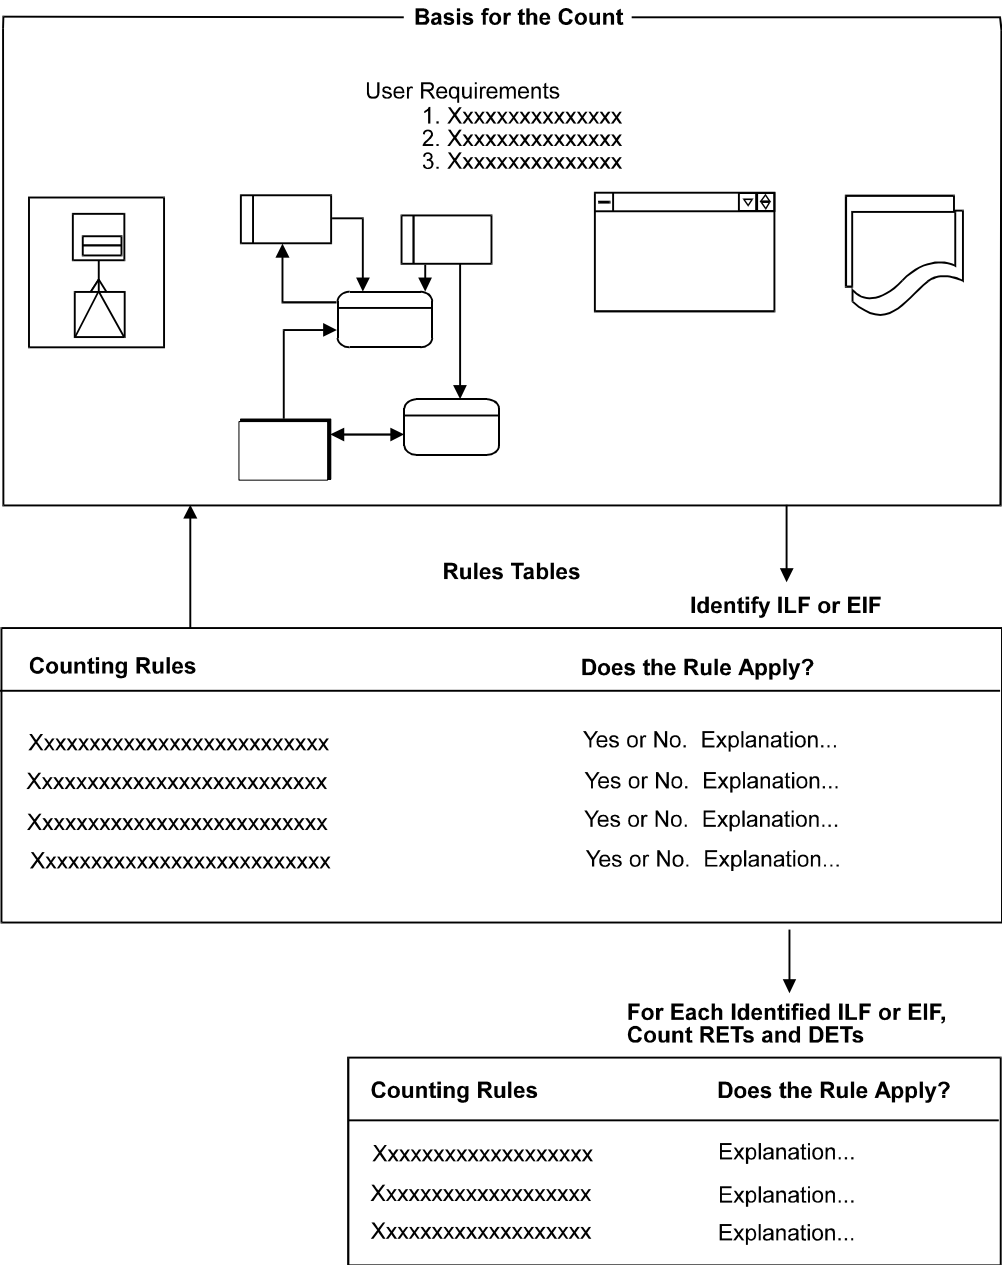 Basis for the Count
User Requirements
1. Xxxxxxxxxxxxxxx
2. Xxxxxxxxxxxxxxx
3. Xxxxxxxxxxxxxxx
Rules Tables
Identify ILF or EIF
Counting Rules Does the Rule Apply?
Xxxxxxxxxxxxxxxxxxxxxxxxxx Yes or No. Explanation...
Xxxxxxxxxxxxxxxxxxxxxxxxxx Yes or No. Explanation...
Xxxxxxxxxxxxxxxxxxxxxxxxxx Yes or No. Explanation...
Xxxxxxxxxxxxxxxxxxxxxxxxxx Yes or No. Explanation...
For Each Identified ILF or EIF,
Count RETs and DETs
Counting Rules Does the Rule Apply?
Xxxxxxxxxxxxxxxxxxx Explanation...
Xxxxxxxxxxxxxxxxxxx Explanation...
Xxxxxxxxxxxxxxxxxxx Explanation...